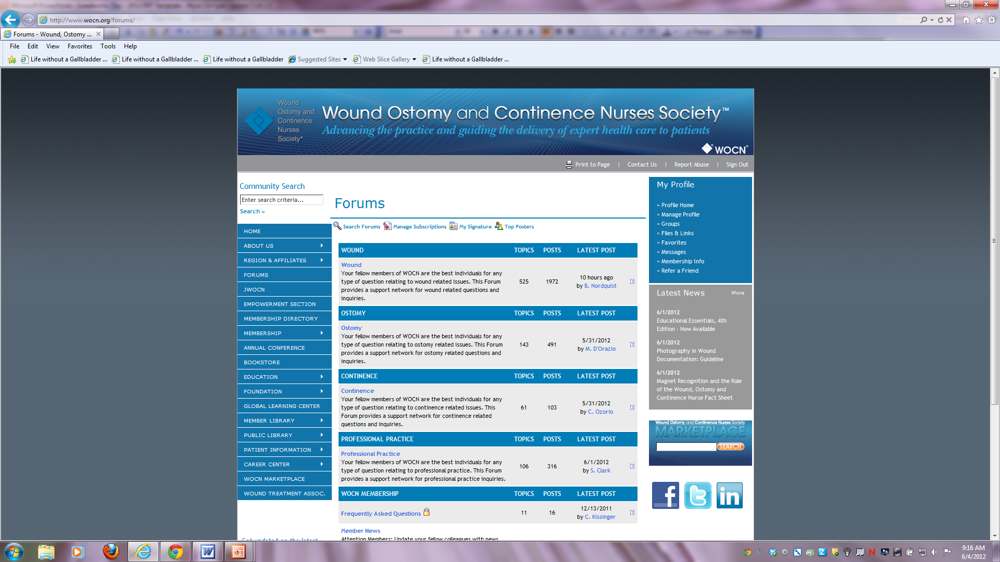 http://www.wocn.org/forums/
Forums - Wound, Ostomy ...
File Edit View Favorites Tools Help
Life without a Gallbladder ... Life without a Gallbladder ... Life without a Gallbladder Suggested Sites Web Slice Gallery Life without a Gallbladder ...
Wound
Ostomy and
Continence
Nurses
Society®
Wound Ostomy and Continence Nurses Society™
Advancing the practice and guiding the delivery of expert health care to patients
WOCN®
Print to Page | Contact Us | Report Abuse | Sign Out
Community Search
Enter search criteria...
Search »
HOME
ABOUT US
REGION & AFFILIATES
FORUMS
JWOCN
EMPOWERMENT SECTION
MEMBERSHIP DIRECTORY
MEMBERSHIP
ANNUAL CONFERENCE
BOOKSTORE
EDUCATION
FOUNDATION
GLOBAL LEARNING CENTER
MEMBER LIBRARY
PUBLIC LIBRARY
PATIENT INFORMATION
CAREER CENTER
WOCN MARKETPLACE
WOUND TREATMENT ASSOC.
Get updated on the latest
Forums
Search Forums Manage Subscriptions My Signature Top Posters
WOUND TOPICS POSTS LATEST POST
Wound
Your fellow members of WOCN are the best individuals for any
type of question relating to wound related issues. This Forum
provides a support network for wound related questions and
inquiries.
525 1972 10 hours ago
by B. Nordquist
OSTOMY TOPICS POSTS LATEST POST
Ostomy
Your fellow members of WOCN are the best individuals for any
type of question relating to ostomy related issues. This Forum
provides a support network for ostomy related questions and
inquiries.
143 491 5/31/2012
by M. D'Orazio
CONTINENCE TOPICS POSTS LATEST POST
Continence
Your fellow members of WOCN are the best individuals for any
type of question relating to continence related issues. This
Forum provides a support network for continence related
questions and inquiries.
61 103 5/31/2012
by C. Ozorio
PROFESSIONAL PRACTICE TOPICS POSTS LATEST POST
Professional Practice
Your fellow members of WOCN are the best individuals for any
type of question relating to professional practice. This Forum
provides a support network for professional practice inquiries.
106 316 6/1/2012
by S. Clark
WOCN MEMBERSHIP TOPICS POSTS LATEST POST
Frequently Asked Questions 11 16 12/13/2011
by C. Kissinger
Member News
Attention Members: Update your fellow colleagues with news
My Profile
» Profile Home
» Manage Profile
» Groups
» Files & Links
» Favorites
» Messages
» Membership Info
» Refer a Friend
Latest News More
6/1/2012
Educational Essentials, 4th
Edition - Now Available
6/1/2012
Photography in Wound
Documentation: Guideline
6/1/2012
Magnet Recognition and the Role
of the Wound, Ostomy and
Continence Nurse Fact Sheet
Wound Ostomy and Continence Nurses Society
MARKETPLACE
SEARCH
9:16 AM
6/4/2012